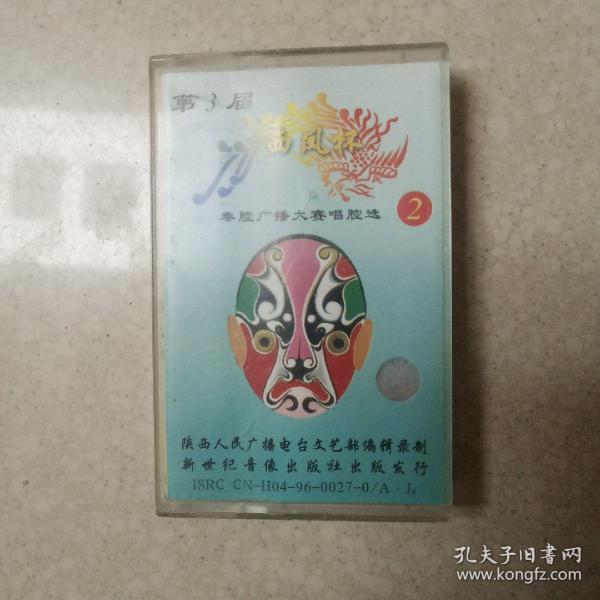 第3届
西凤杯
秦腔广播大赛唱腔选 2
陕西人民广播电台文艺部编辑录制
新世纪音像出版社出版发行
ISRC CN-H04-96-0027-0/A·J₆
孔夫子旧书网
www.kongfz.com